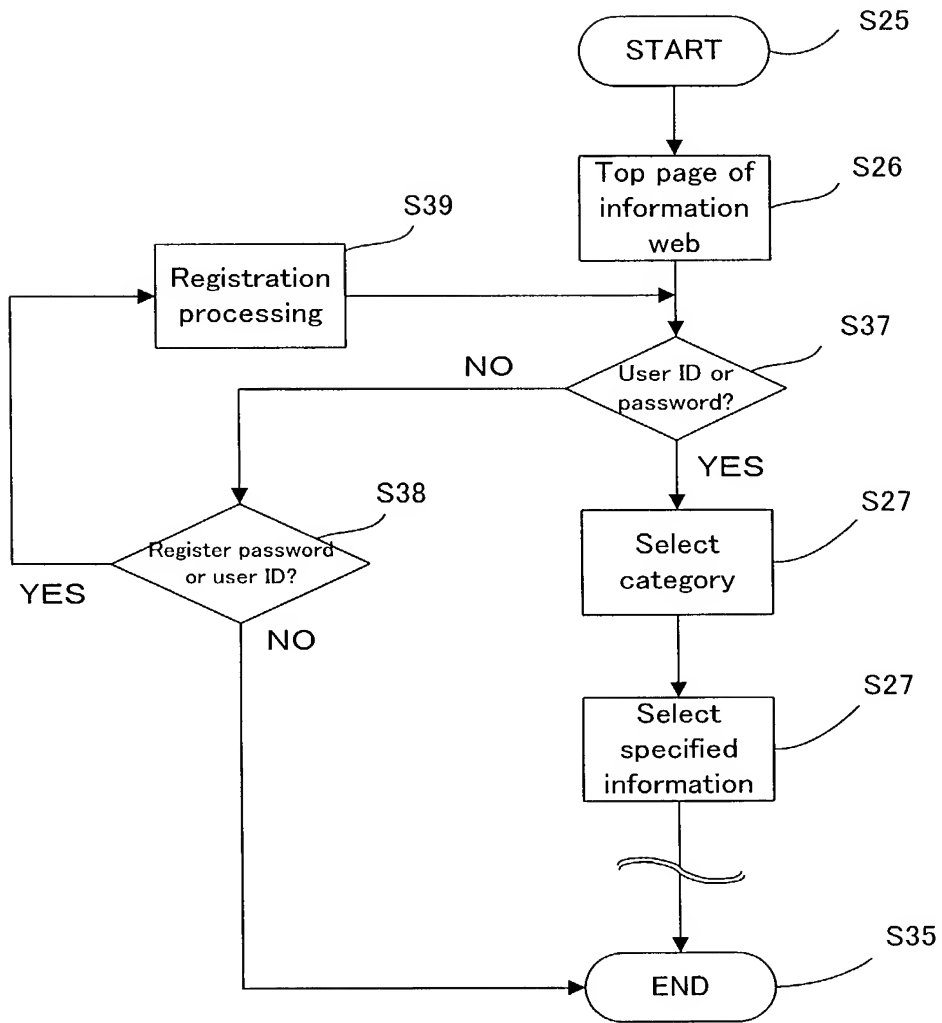 START
S25
Top page of
information
web
S26
S39
Registration
processing
S37
NO
User ID or
password?
YES
S38
S27
Register password
or user ID?
Select
category
YES
NO
S27
Select
specified
information
S35
END